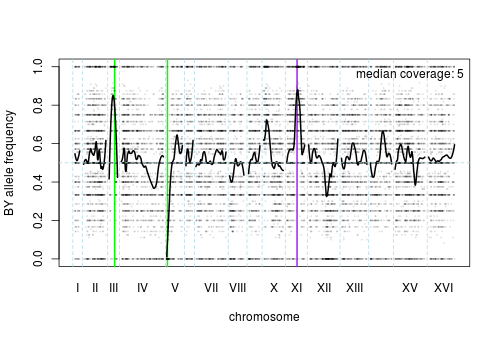 median coverage: 5
BY allele frequency
0.0 0.2 0.4 0.6 0.8 1.0
I II III IV V VII VIII X XI XII XIII XV XVI
chromosome